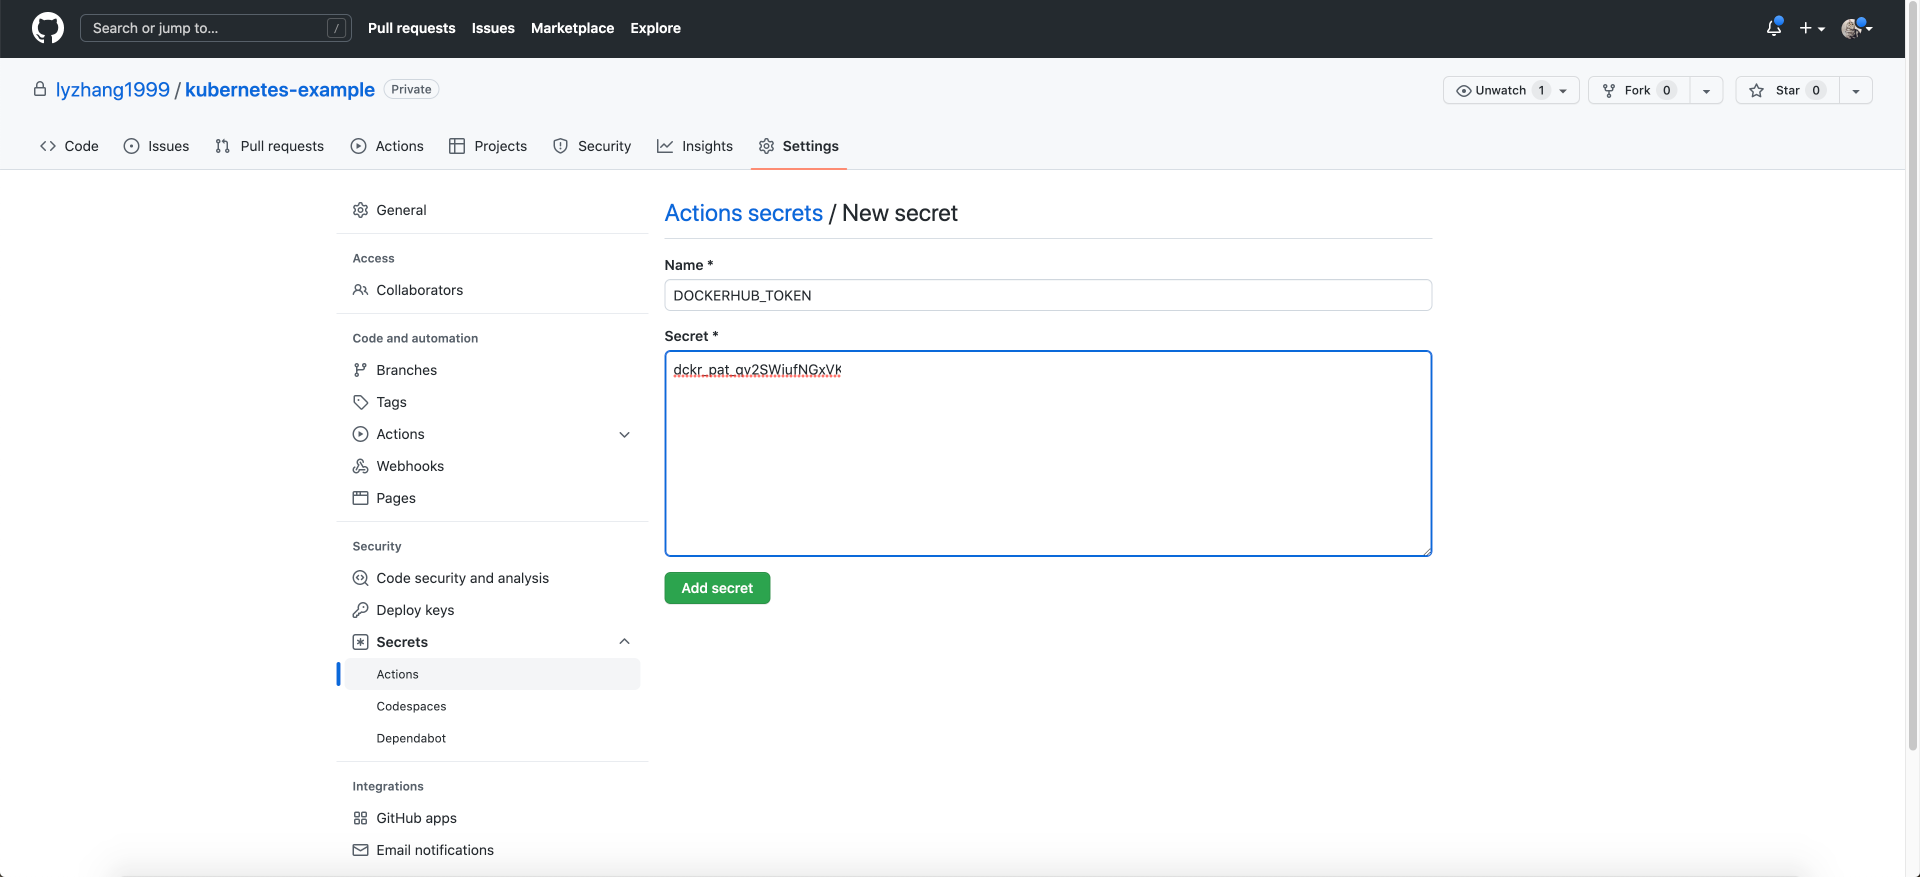 Search or jump to... /
Pull requests Issues Marketplace Explore
lyzhang1999 / kubernetes-example Private
Unwatch 1 Fork 0 Star 0
Code Issues Pull requests Actions Projects Security Insights Settings
General
Access
Collaborators
Code and automation
Branches
Tags
Actions
Webhooks
Pages
Security
Code security and analysis
Deploy keys
Secrets
Actions
Codespaces
Dependabot
Integrations
GitHub apps
Email notifications
Actions secrets / New secret
Name *
DOCKERHUB_TOKEN
Secret *
Add secret